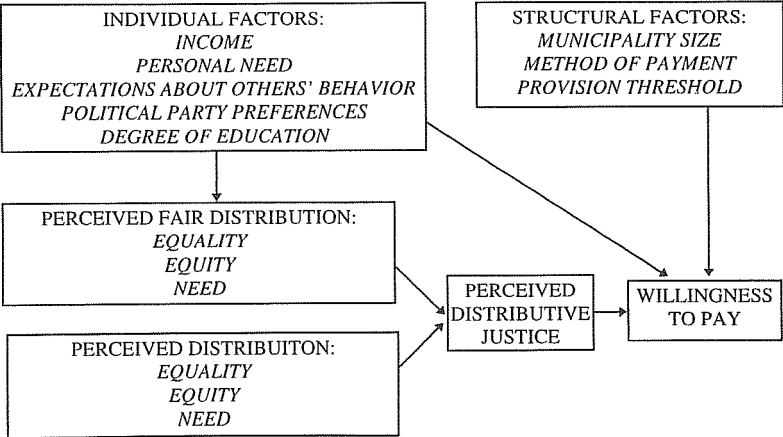 INDIVIDUAL FACTORS:
INCOME
PERSONAL NEED
EXPECTATIONS ABOUT OTHERS' BEHAVIOR
POLITICAL PARTY PREFERENCES
DEGREE OF EDUCATION
STRUCTURAL FACTORS:
MUNICIPALITY SIZE
METHOD OF PAYMENT
PROVISION THRESHOLD
PERCEIVED FAIR DISTRIBUTION:
EQUALITY
EQUITY
NEED
PERCEIVED
DISTRIBUTIVE
JUSTICE
WILLINGNESS
TO PAY
PERCEIVED DISTRIBUITON:
EQUALITY
EQUITY
NEED